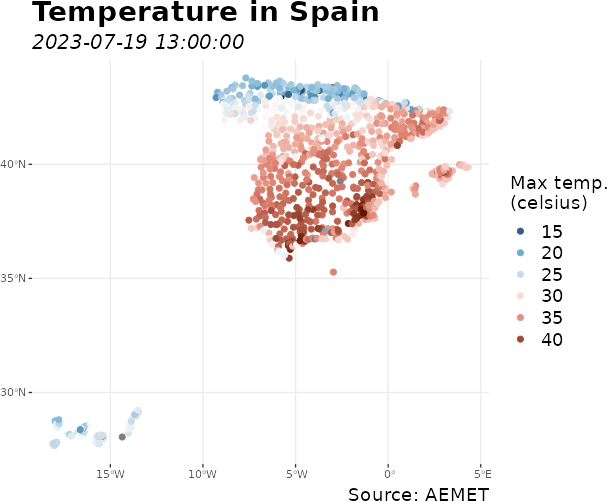 Temperature in Spain
2023-07-19 13:00:00
40°N
35°N
30°N
15°W
10°W
5°W
0°
5°E
Max temp.
(celsius)
15
20
25
30
35
40
Source: AEMET